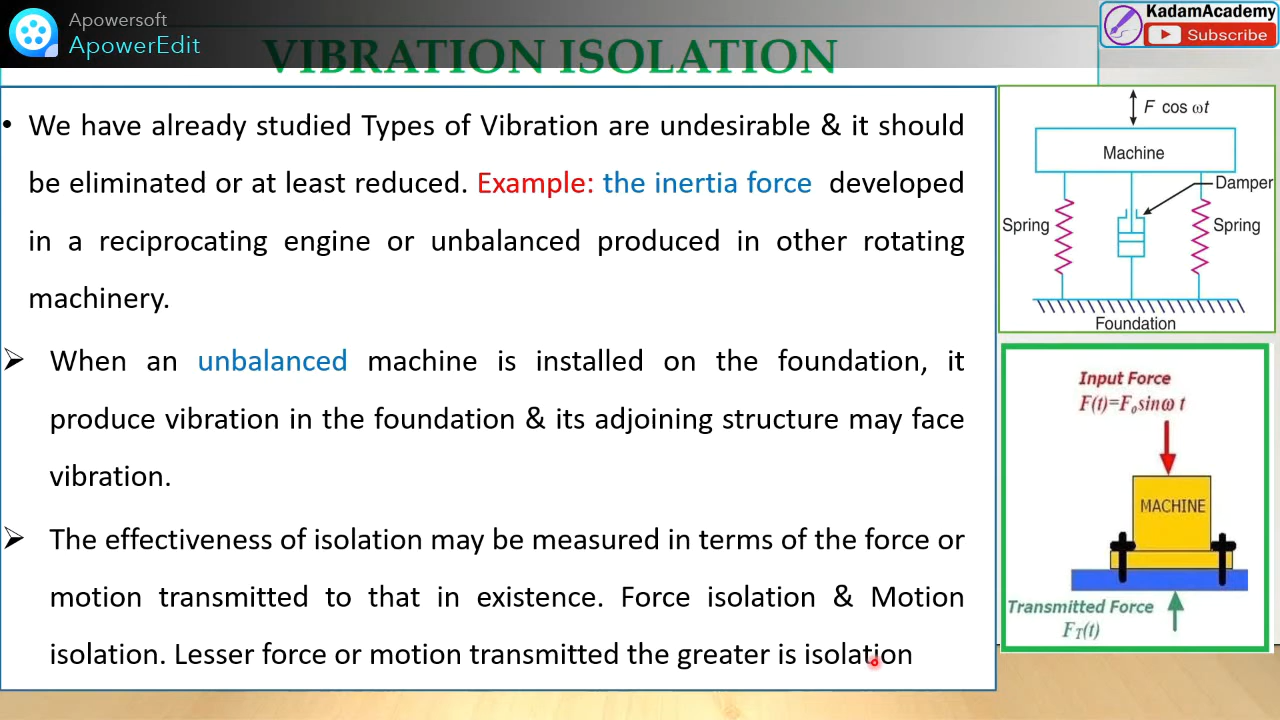 Apowersoft
ApowerEdit
VIBRATION ISOLATION
KadamAcademy
Subscribe
• We have already studied Types of Vibration are undesirable & it should
be eliminated or at least reduced. Example: the inertia force developed
in a reciprocating engine or unbalanced produced in other rotating
machinery.
➢ When an unbalanced machine is installed on the foundation, it
produce vibration in the foundation & its adjoining structure may face
vibration.
➢ The effectiveness of isolation may be measured in terms of the force or
motion transmitted to that in existence. Force isolation & Motion
isolation. Lesser force or motion transmitted the greater is isolation
F cos ωt
Machine
Damper
Spring
Spring
Foundation
Input Force
F(t)=Fₒsinω t
MACHINE
Transmitted Force
F_T(t)